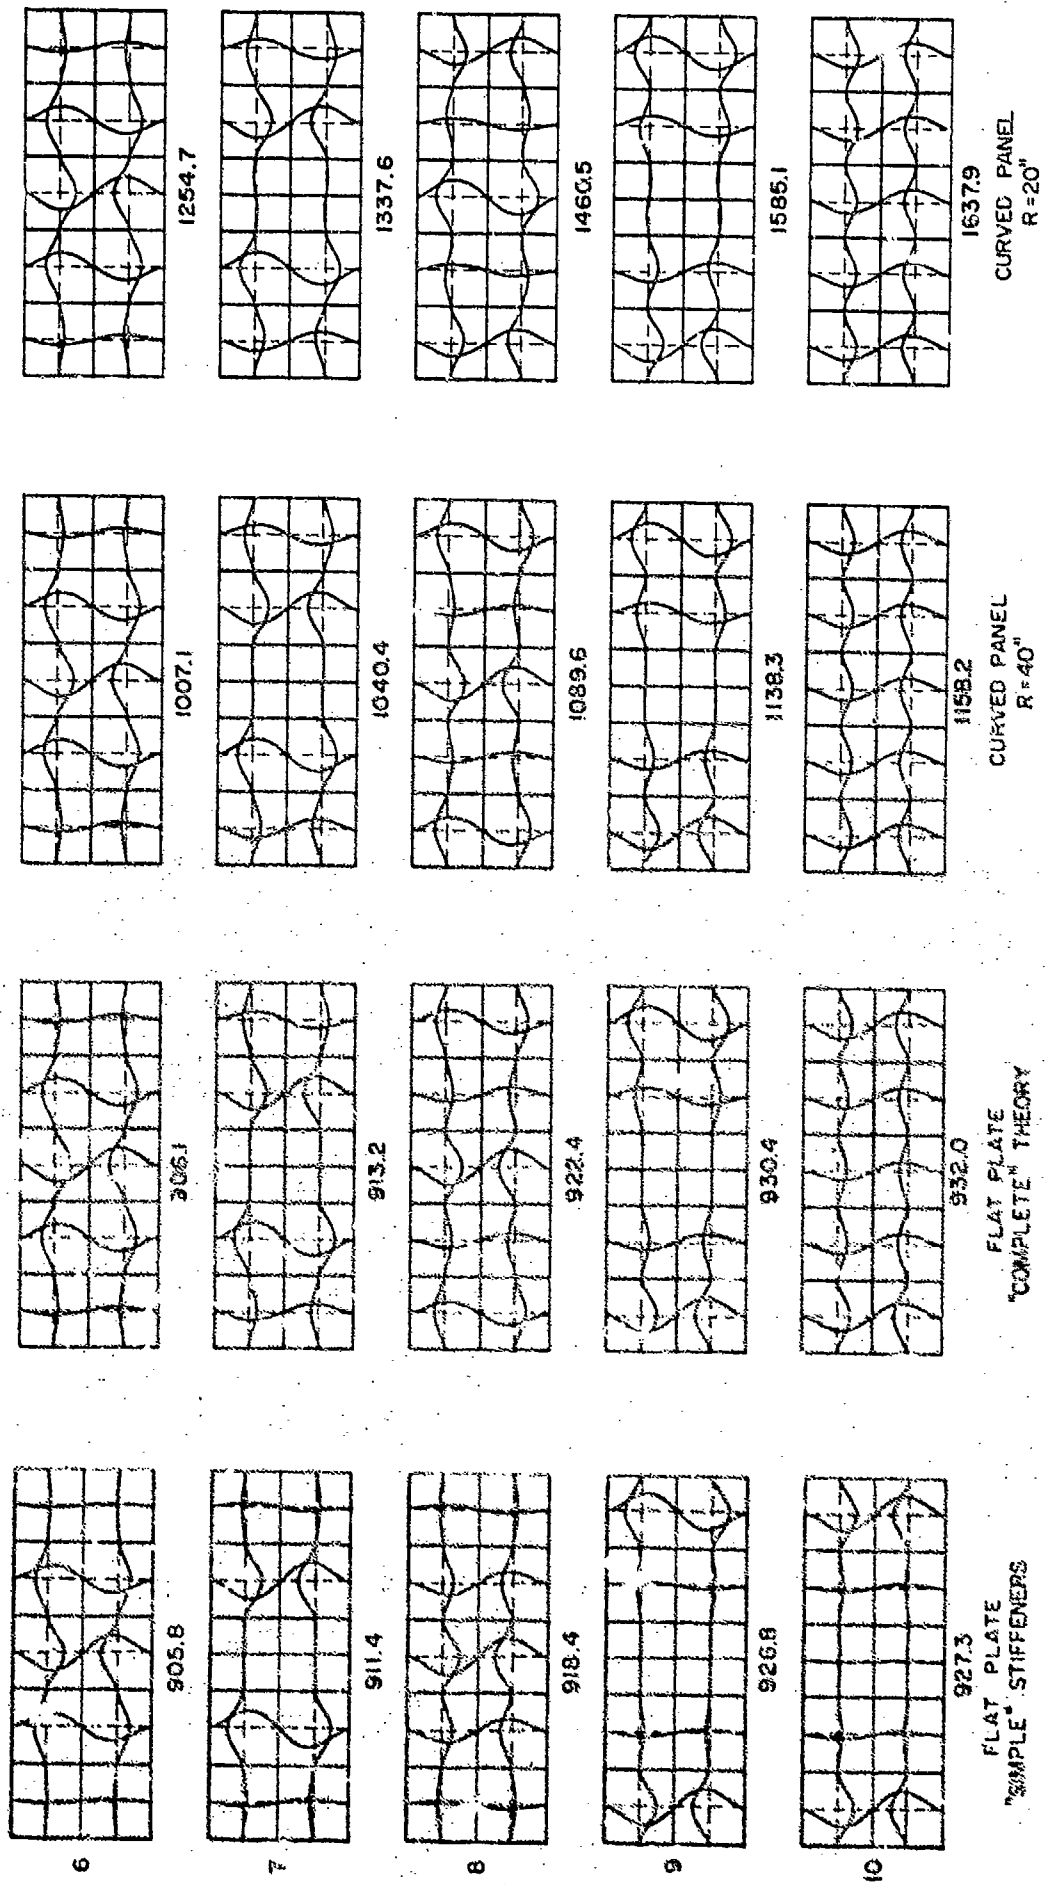 6
905.8 906.1 1007.1 1254.7
7
911.4 913.2 1040.4 1337.6
8
918.4 922.4 1089.6 1460.5
9
926.8 930.4 1138.3 1585.1
10
927.3 932.0 1158.2 1637.9
FLAT PLATE
"SIMPLE" STIFFENERS
FLAT PLATE
"COMPLETE" THEORY
CURVED PANEL
R=40"
CURVED PANEL
R=20"